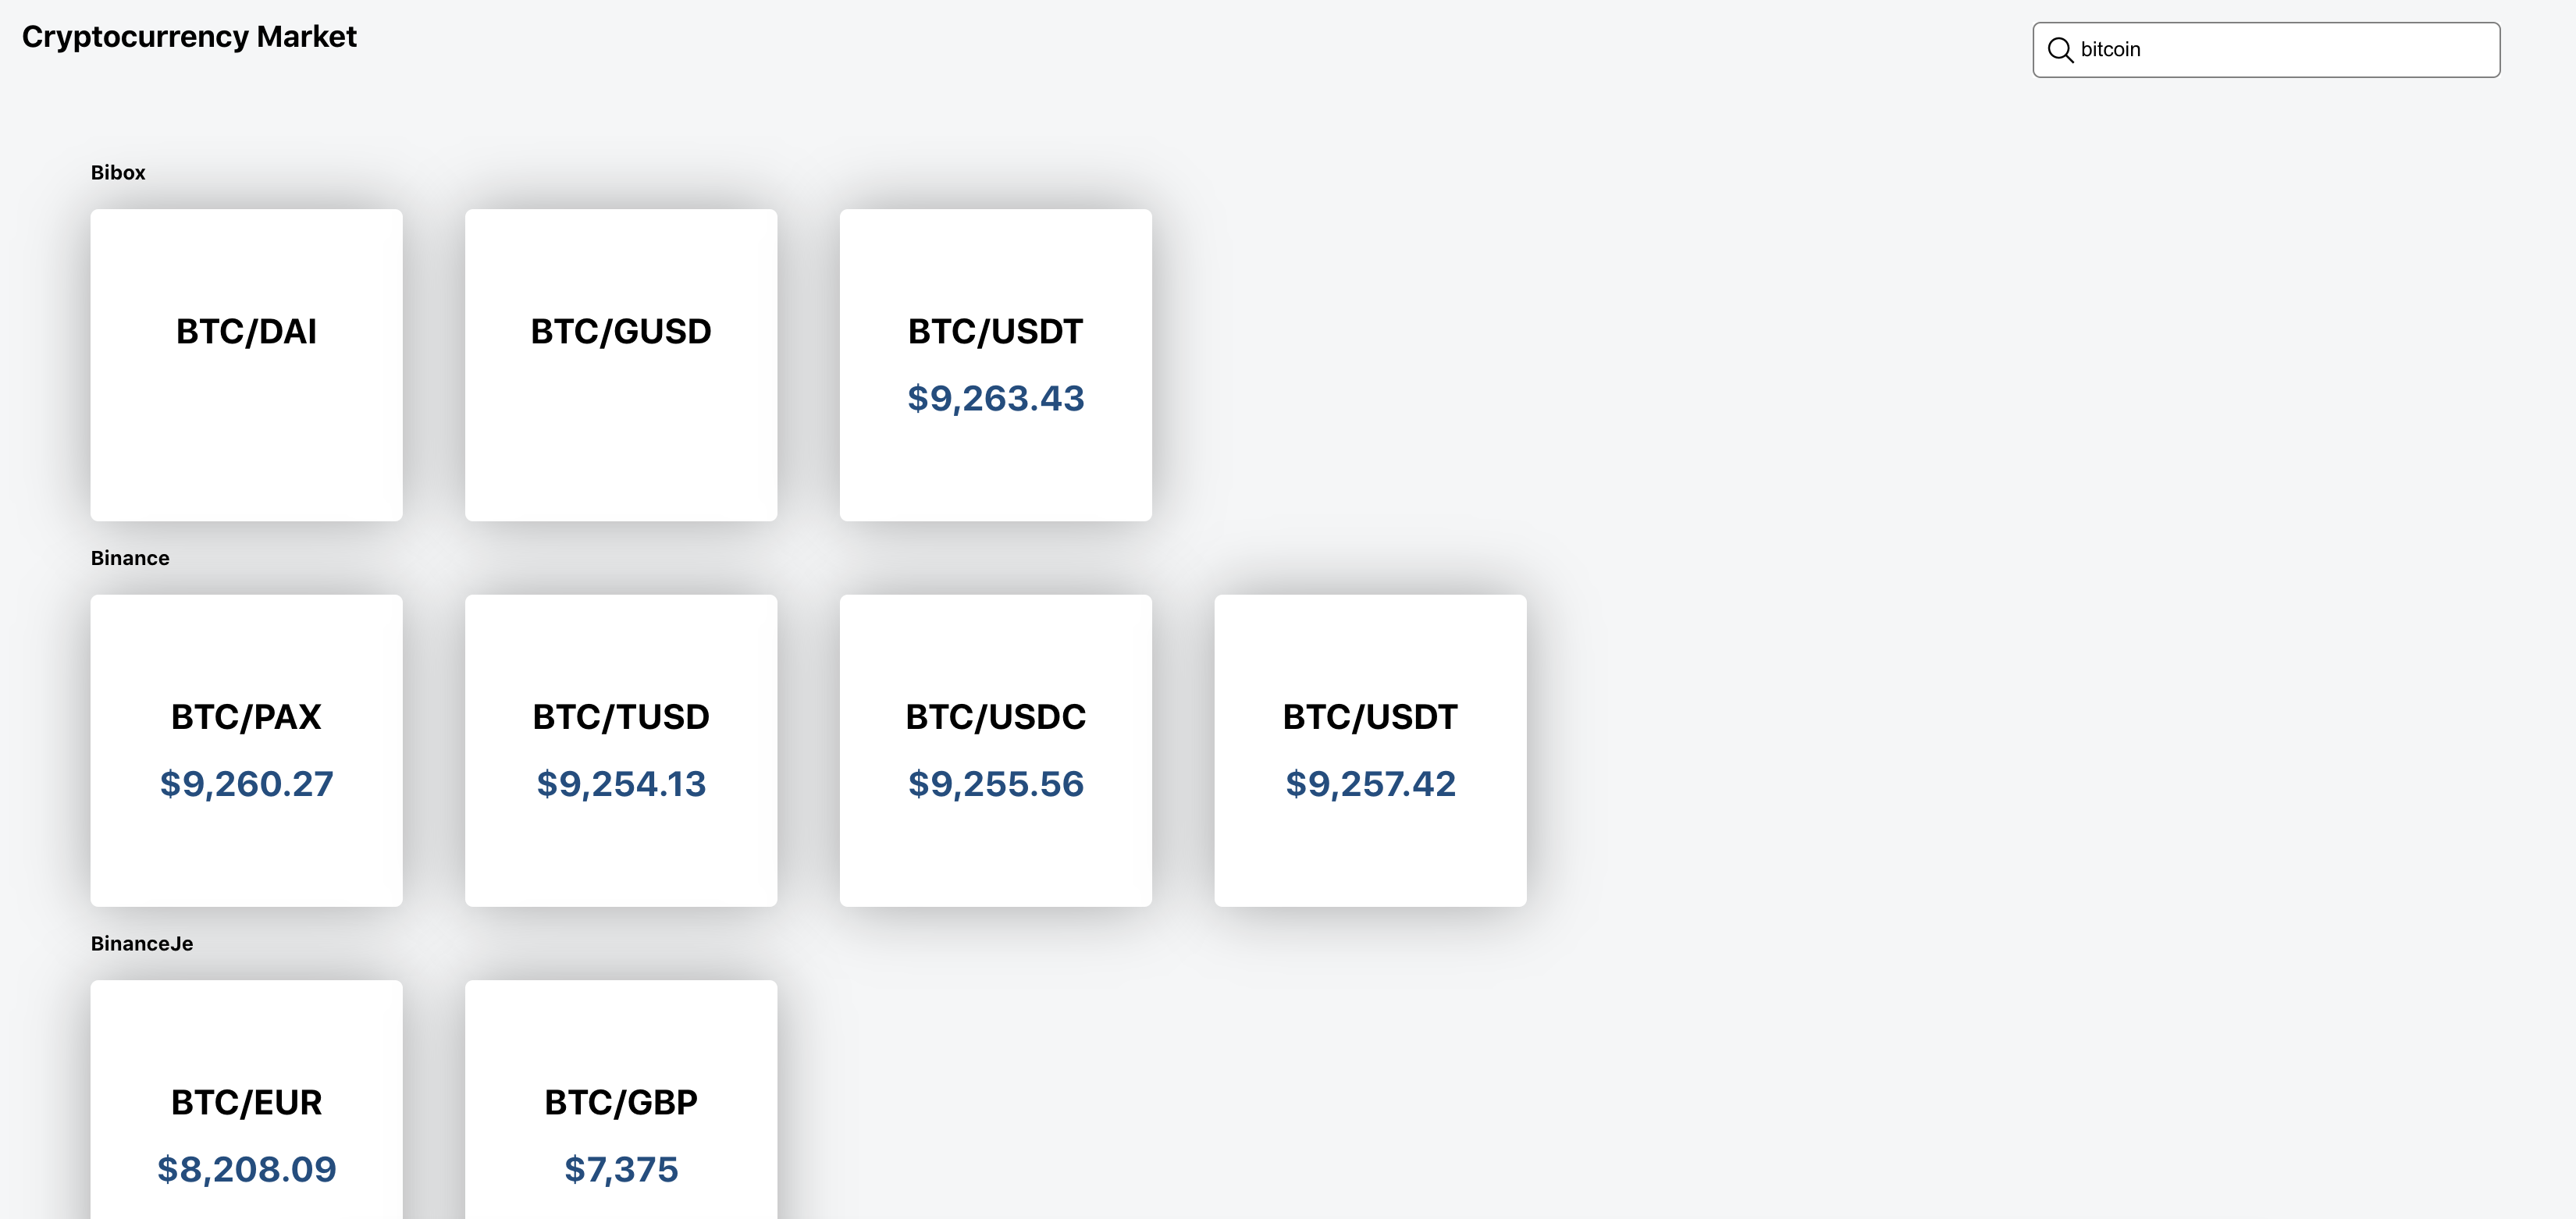 Cryptocurrency Market
bitcoin
Bibox
BTC/DAI
BTC/GUSD
BTC/USDT
$9,263.43
Binance
BTC/PAX
$9,260.27
BTC/TUSD
$9,254.13
BTC/USDC
$9,255.56
BTC/USDT
$9,257.42
BinanceJe
BTC/EUR
$8,208.09
BTC/GBP
$7,375